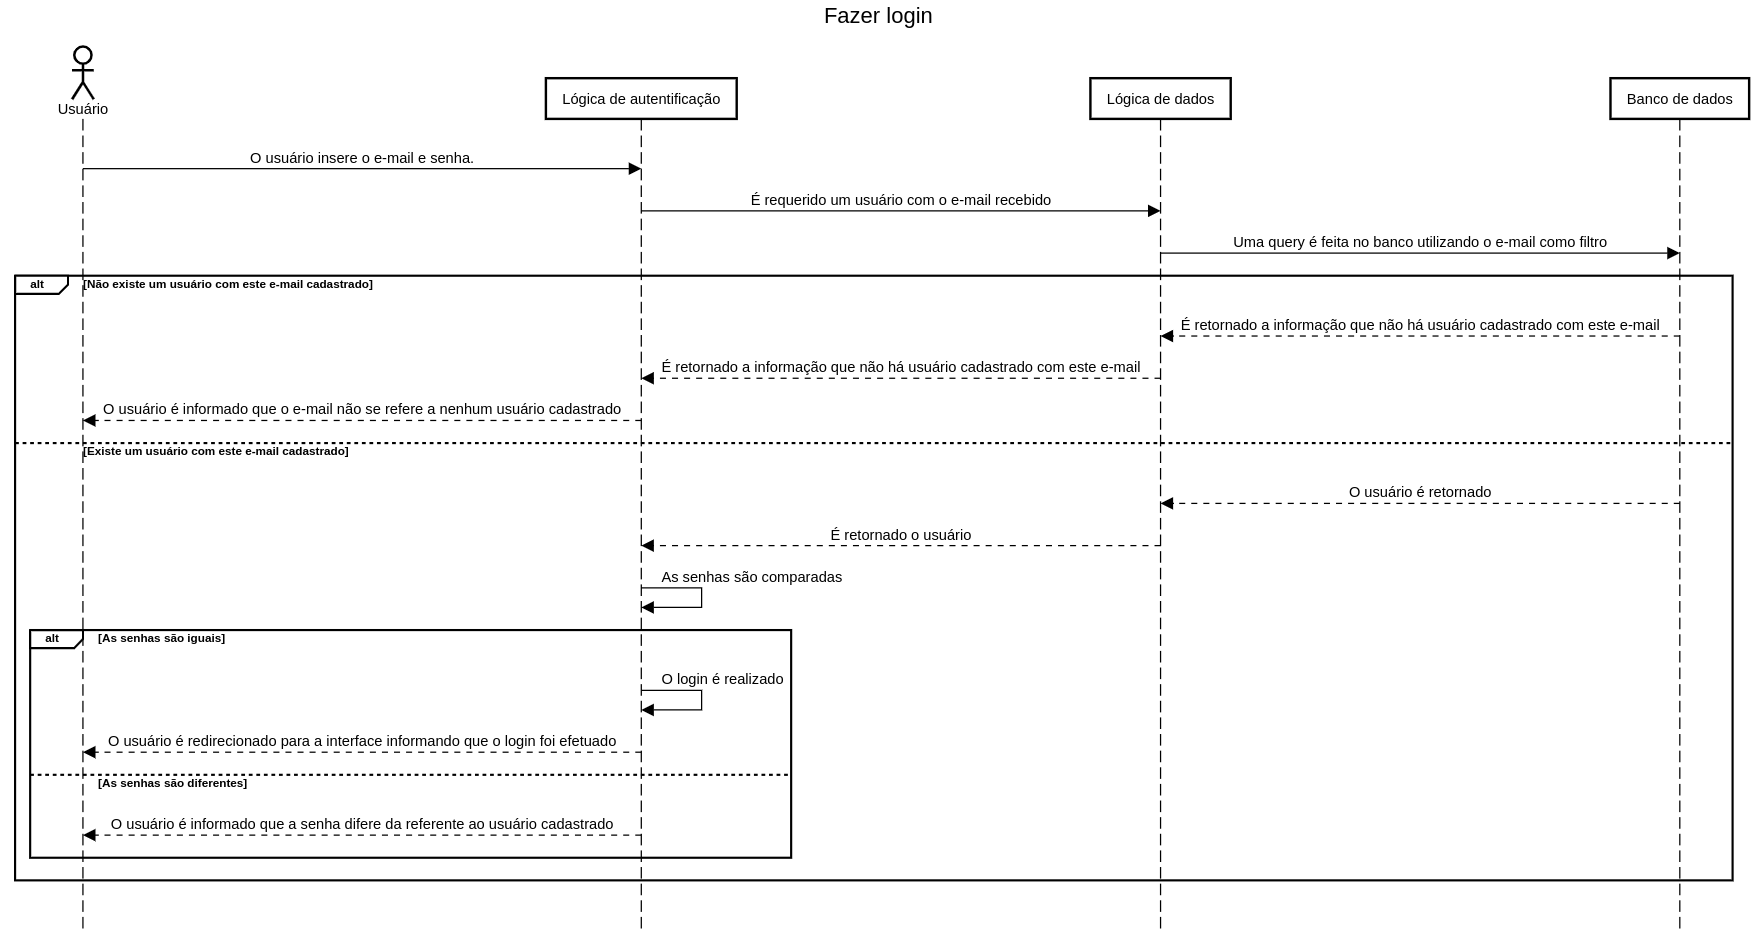 Fazer login
Usuário
Lógica de autentificação
Lógica de dados
Banco de dados
O usuário insere o e-mail e senha.
É requerido um usuário com o e-mail recebido
Uma query é feita no banco utilizando o e-mail como filtro
alt
[Não existe um usuário com este e-mail cadastrado]
É retornado a informação que não há usuário cadastrado com este e-mail
É retornado a informação que não há usuário cadastrado com este e-mail
O usuário é informado que o e-mail não se refere a nenhum usuário cadastrado
[Existe um usuário com este e-mail cadastrado]
O usuário é retornado
É retornado o usuário
As senhas são comparadas
alt
[As senhas são iguais]
O login é realizado
O usuário é redirecionado para a interface informando que o login foi efetuado
[As senhas são diferentes]
O usuário é informado que a senha difere da referente ao usuário cadastrado